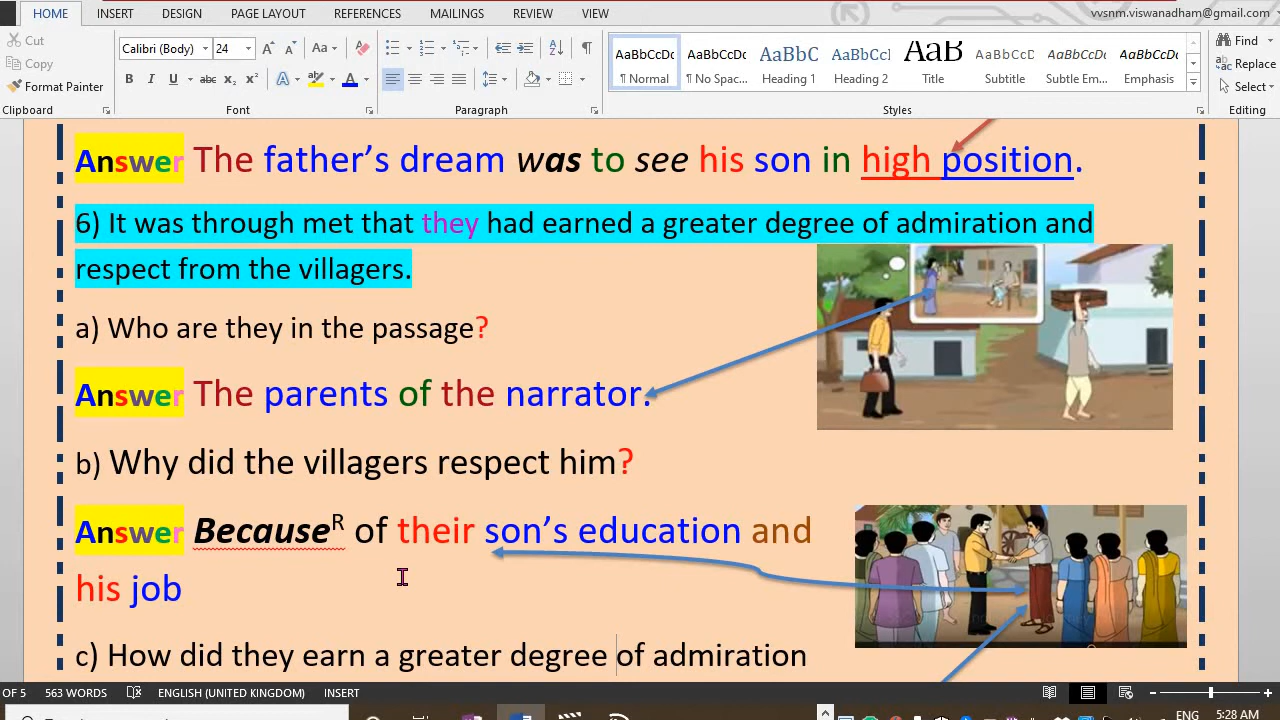 HOME INSERT DESIGN PAGE LAYOUT REFERENCES MAILINGS REVIEW VIEW vvsnm.viswanadham@gmail.com
Cut
Copy
Format Painter
Calibri (Body) 24
AaBbCcDc AaBbCcDc AaBbC AaBbCcI AaB AaBbCcD AaBbCcDc AaBbCcDc
¶ Normal ¶ No Spac... Heading 1 Heading 2 Title Subtitle Subtle Em... Emphasis
Find
Replace
Select
Clipboard Font Paragraph Styles Editing
Answer The father’s dream was to see his son in high position.
6) It was through met that they had earned a greater degree of admiration and
respect from the villagers.
a) Who are they in the passage?
Answer The parents of the narrator.
b) Why did the villagers respect him?
Answer Becauseᴿ of their son’s education and
his job
c) How did they earn a greater degree of admiration
OF 5 563 WORDS ENGLISH (UNITED KINGDOM) INSERT
ENG 5:28 AM